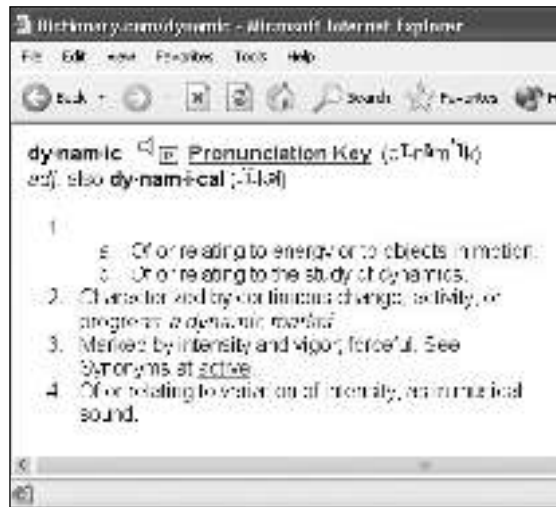 Dictionary.com/dynamic - Microsoft Internet Explorer
File Edit View Favorites Tools Help
Back Search Favorites
dy·nam·ic Pronunciation Key (dī-năm'ĭk)
adj. also dy·nam·i·cal (-ĭ-kəl)
1.
a. Of or relating to energy or to objects in motion.
b. Of or relating to the study of dynamics.
2. Characterized by continuous change, activity, or
progress: a dynamic market.
3. Marked by intensity and vigor; forceful. See
Synonyms at active.
4. Of or relating to variation of intensity, as in musical
sound.